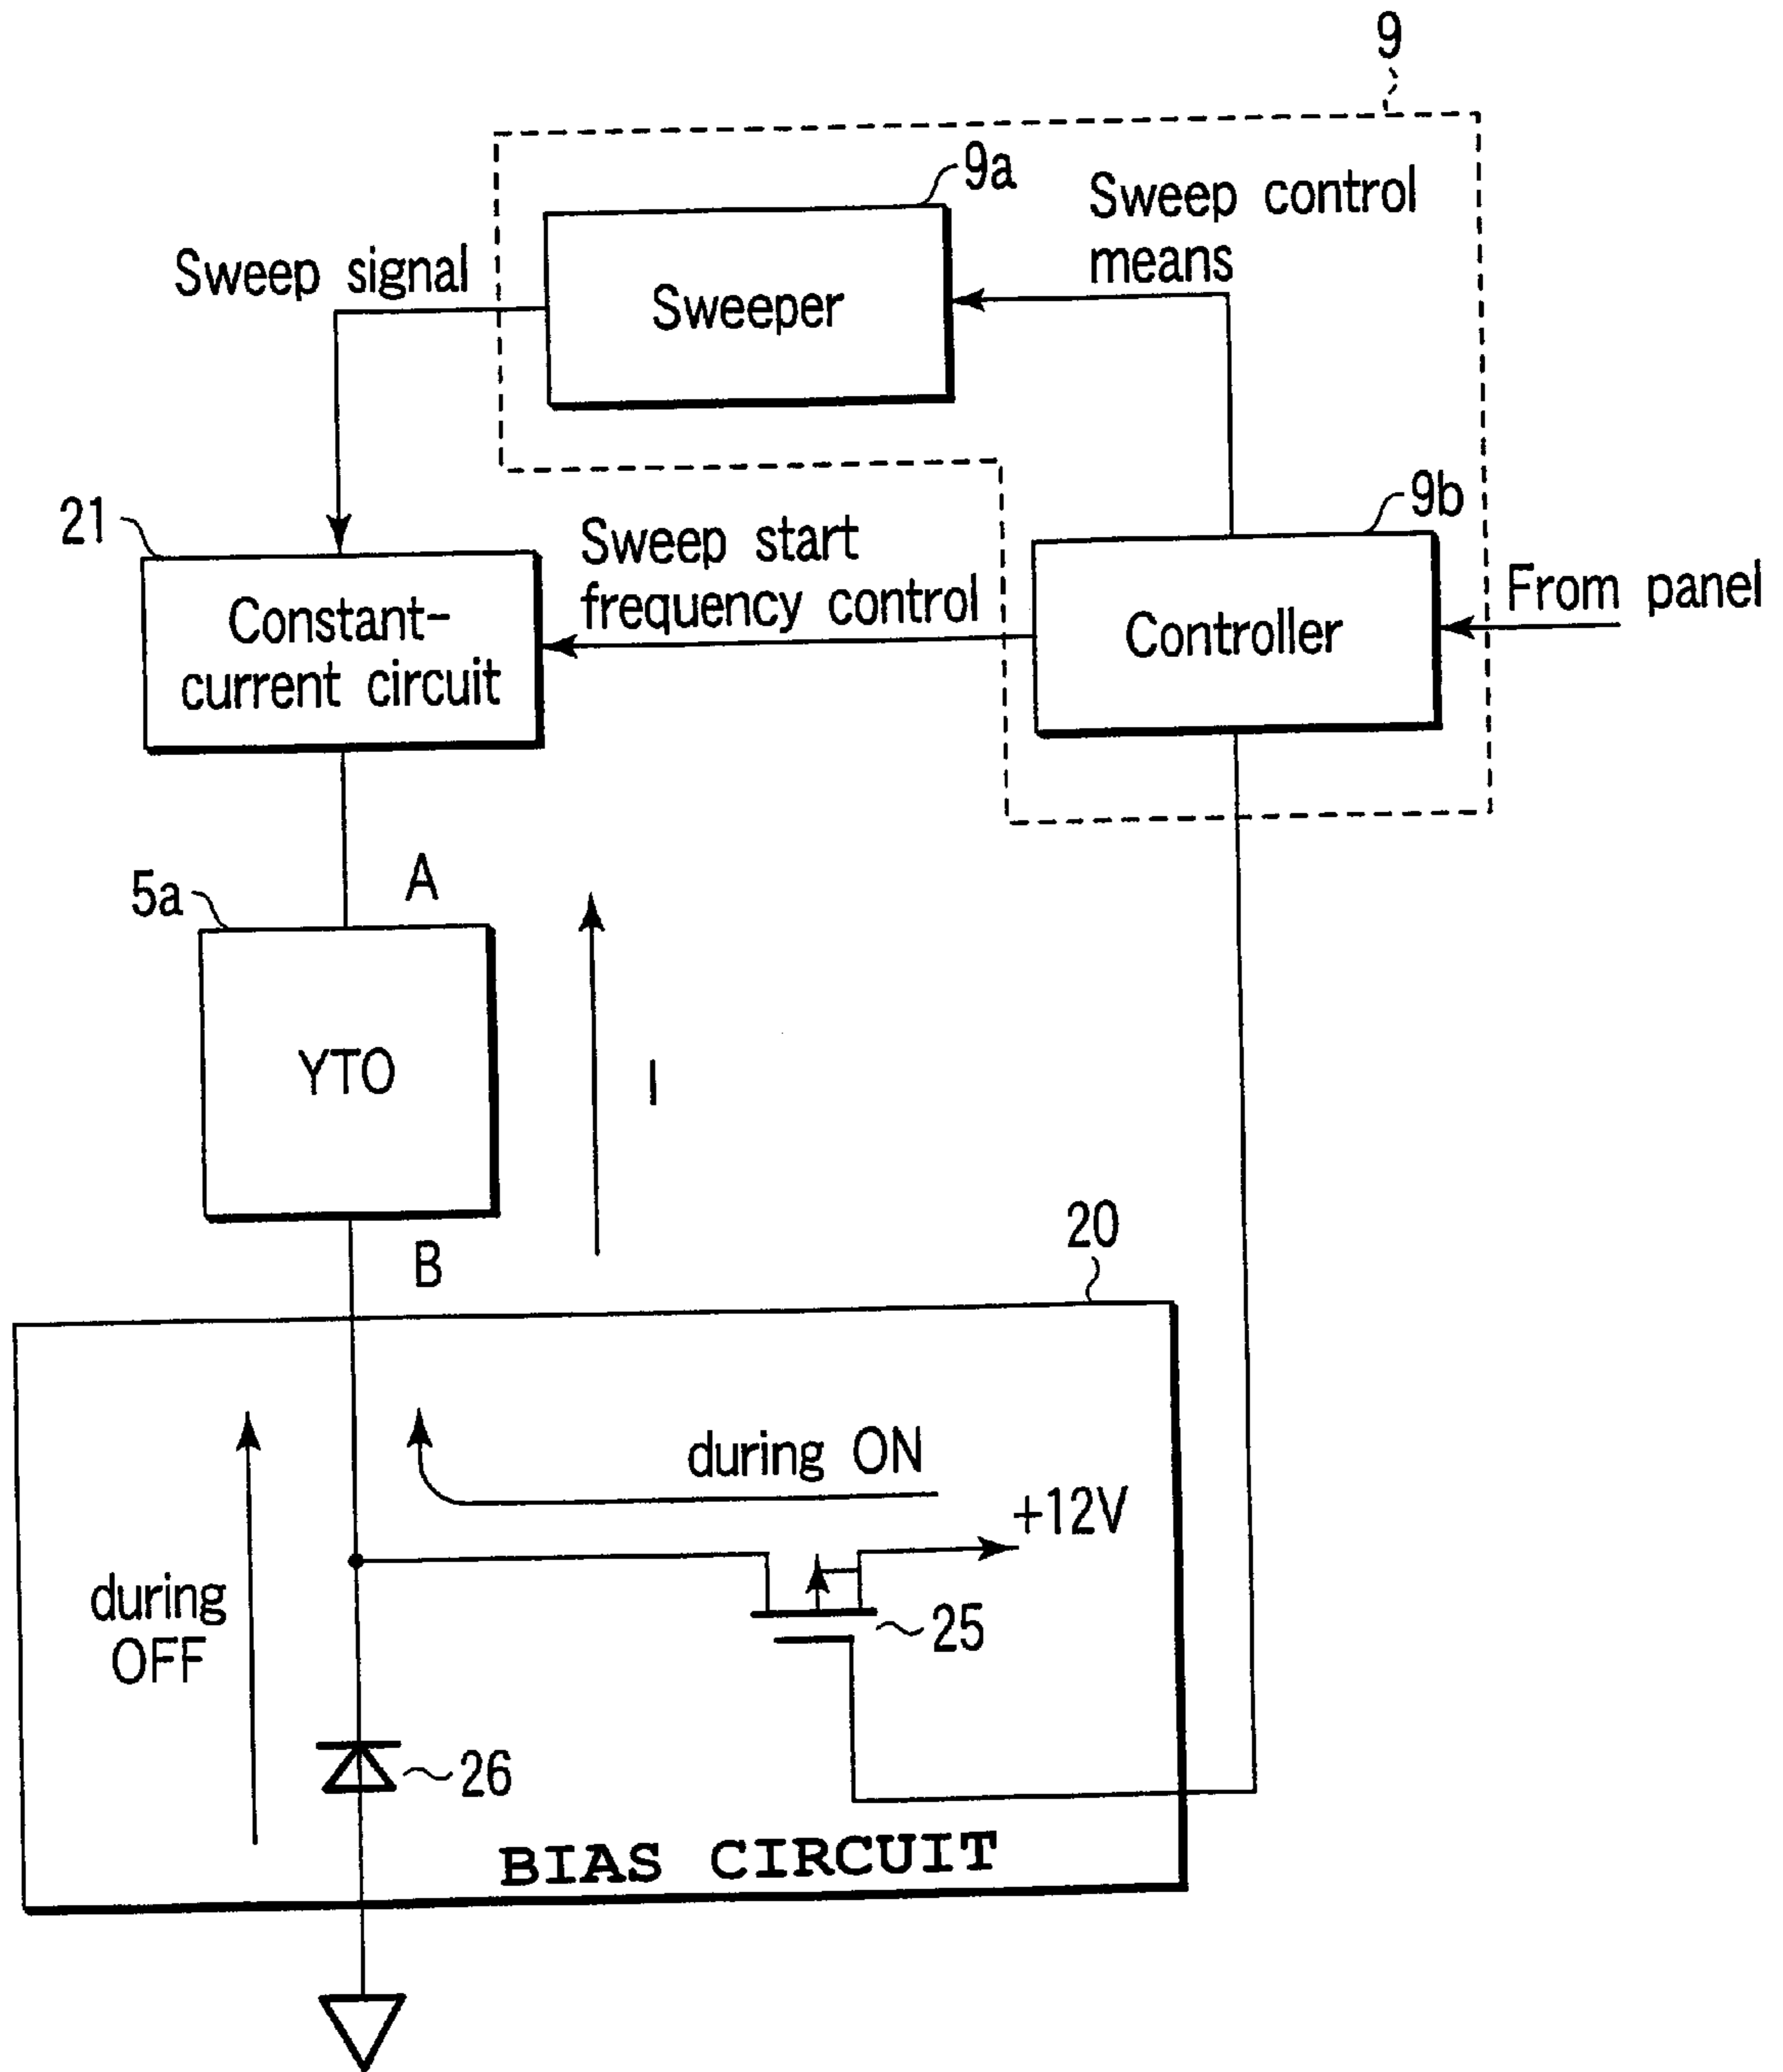 9
9a
Sweep control
means
Sweep signal
Sweeper
9b
21
Sweep start
frequency control
From panel
Constant-
current circuit
Controller
A
5a
YTO
I
B
20
during ON
+12V
during
OFF
25
26
BIAS CIRCUIT